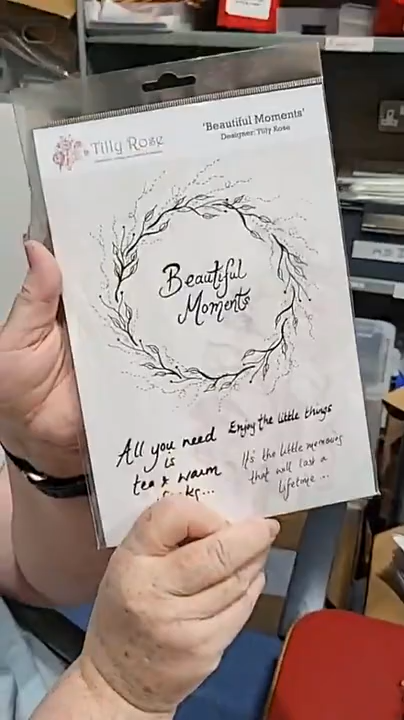 Tilly Rose
'Beautiful Moments'
Designer: Tilly Rose
Beautiful
Moments
All you need
is
tea & warm
Enjoy the little things
It's the little memories
that will last a
lifetime...